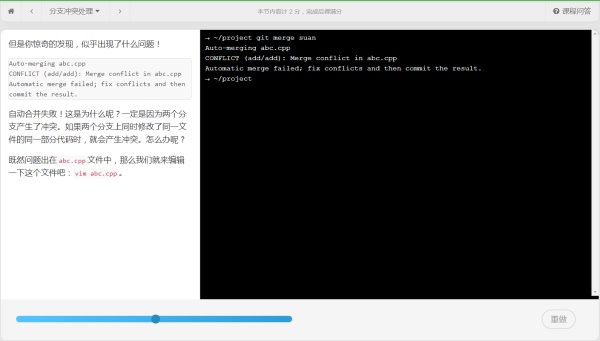 分支冲突处理
本节内容计 2 分，完成后得满分
课程问答
但是你惊奇的发现，似乎出现了什么问题！
Auto-merging abc.cpp
CONFLICT (add/add): Merge conflict in abc.cpp
Automatic merge failed; fix conflicts and then
commit the result.
自动合并失败！这是为什么呢？一定是因为两个分
支产生了冲突。如果两个分支上同时修改了同一文
件的同一部分代码时，就会产生冲突。怎么办呢？
既然问题出在 abc.cpp 文件中，那么我们就来编辑
一下这个文件吧：vim abc.cpp。
→ ~/project git merge suan
Auto-merging abc.cpp
CONFLICT (add/add): Merge conflict in abc.cpp
Automatic merge failed; fix conflicts and then commit the result.
→ ~/project
重做